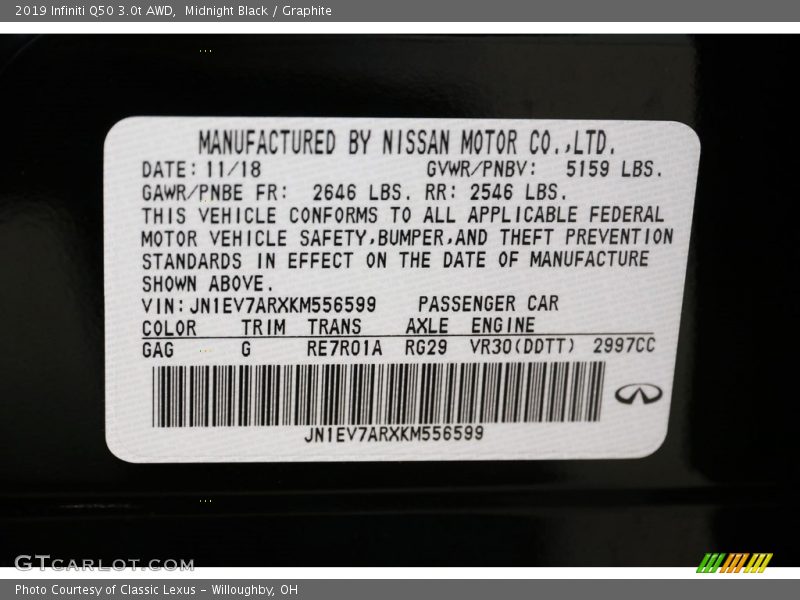 2019 Infiniti Q50 3.0t AWD,  Midnight Black / Graphite
MANUFACTURED BY NISSAN MOTOR CO.,LTD.
DATE: 11/18 GVWR/PNBV: 5159 LBS.
GAWR/PNBE FR: 2646 LBS. RR: 2546 LBS.
THIS VEHICLE CONFORMS TO ALL APPLICABLE FEDERAL
MOTOR VEHICLE SAFETY,BUMPER,AND THEFT PREVENTION
STANDARDS IN EFFECT ON THE DATE OF MANUFACTURE
SHOWN ABOVE.
VIN: JN1EV7ARXKM556599 PASSENGER CAR
COLOR TRIM TRANS AXLE ENGINE
GAG G RE7R01A RG29 VR30(DDTT) 2997CC
JN1EV7ARXKM556599
GTCARLOT.COM
Photo Courtesy of Classic Lexus - Willoughby, OH